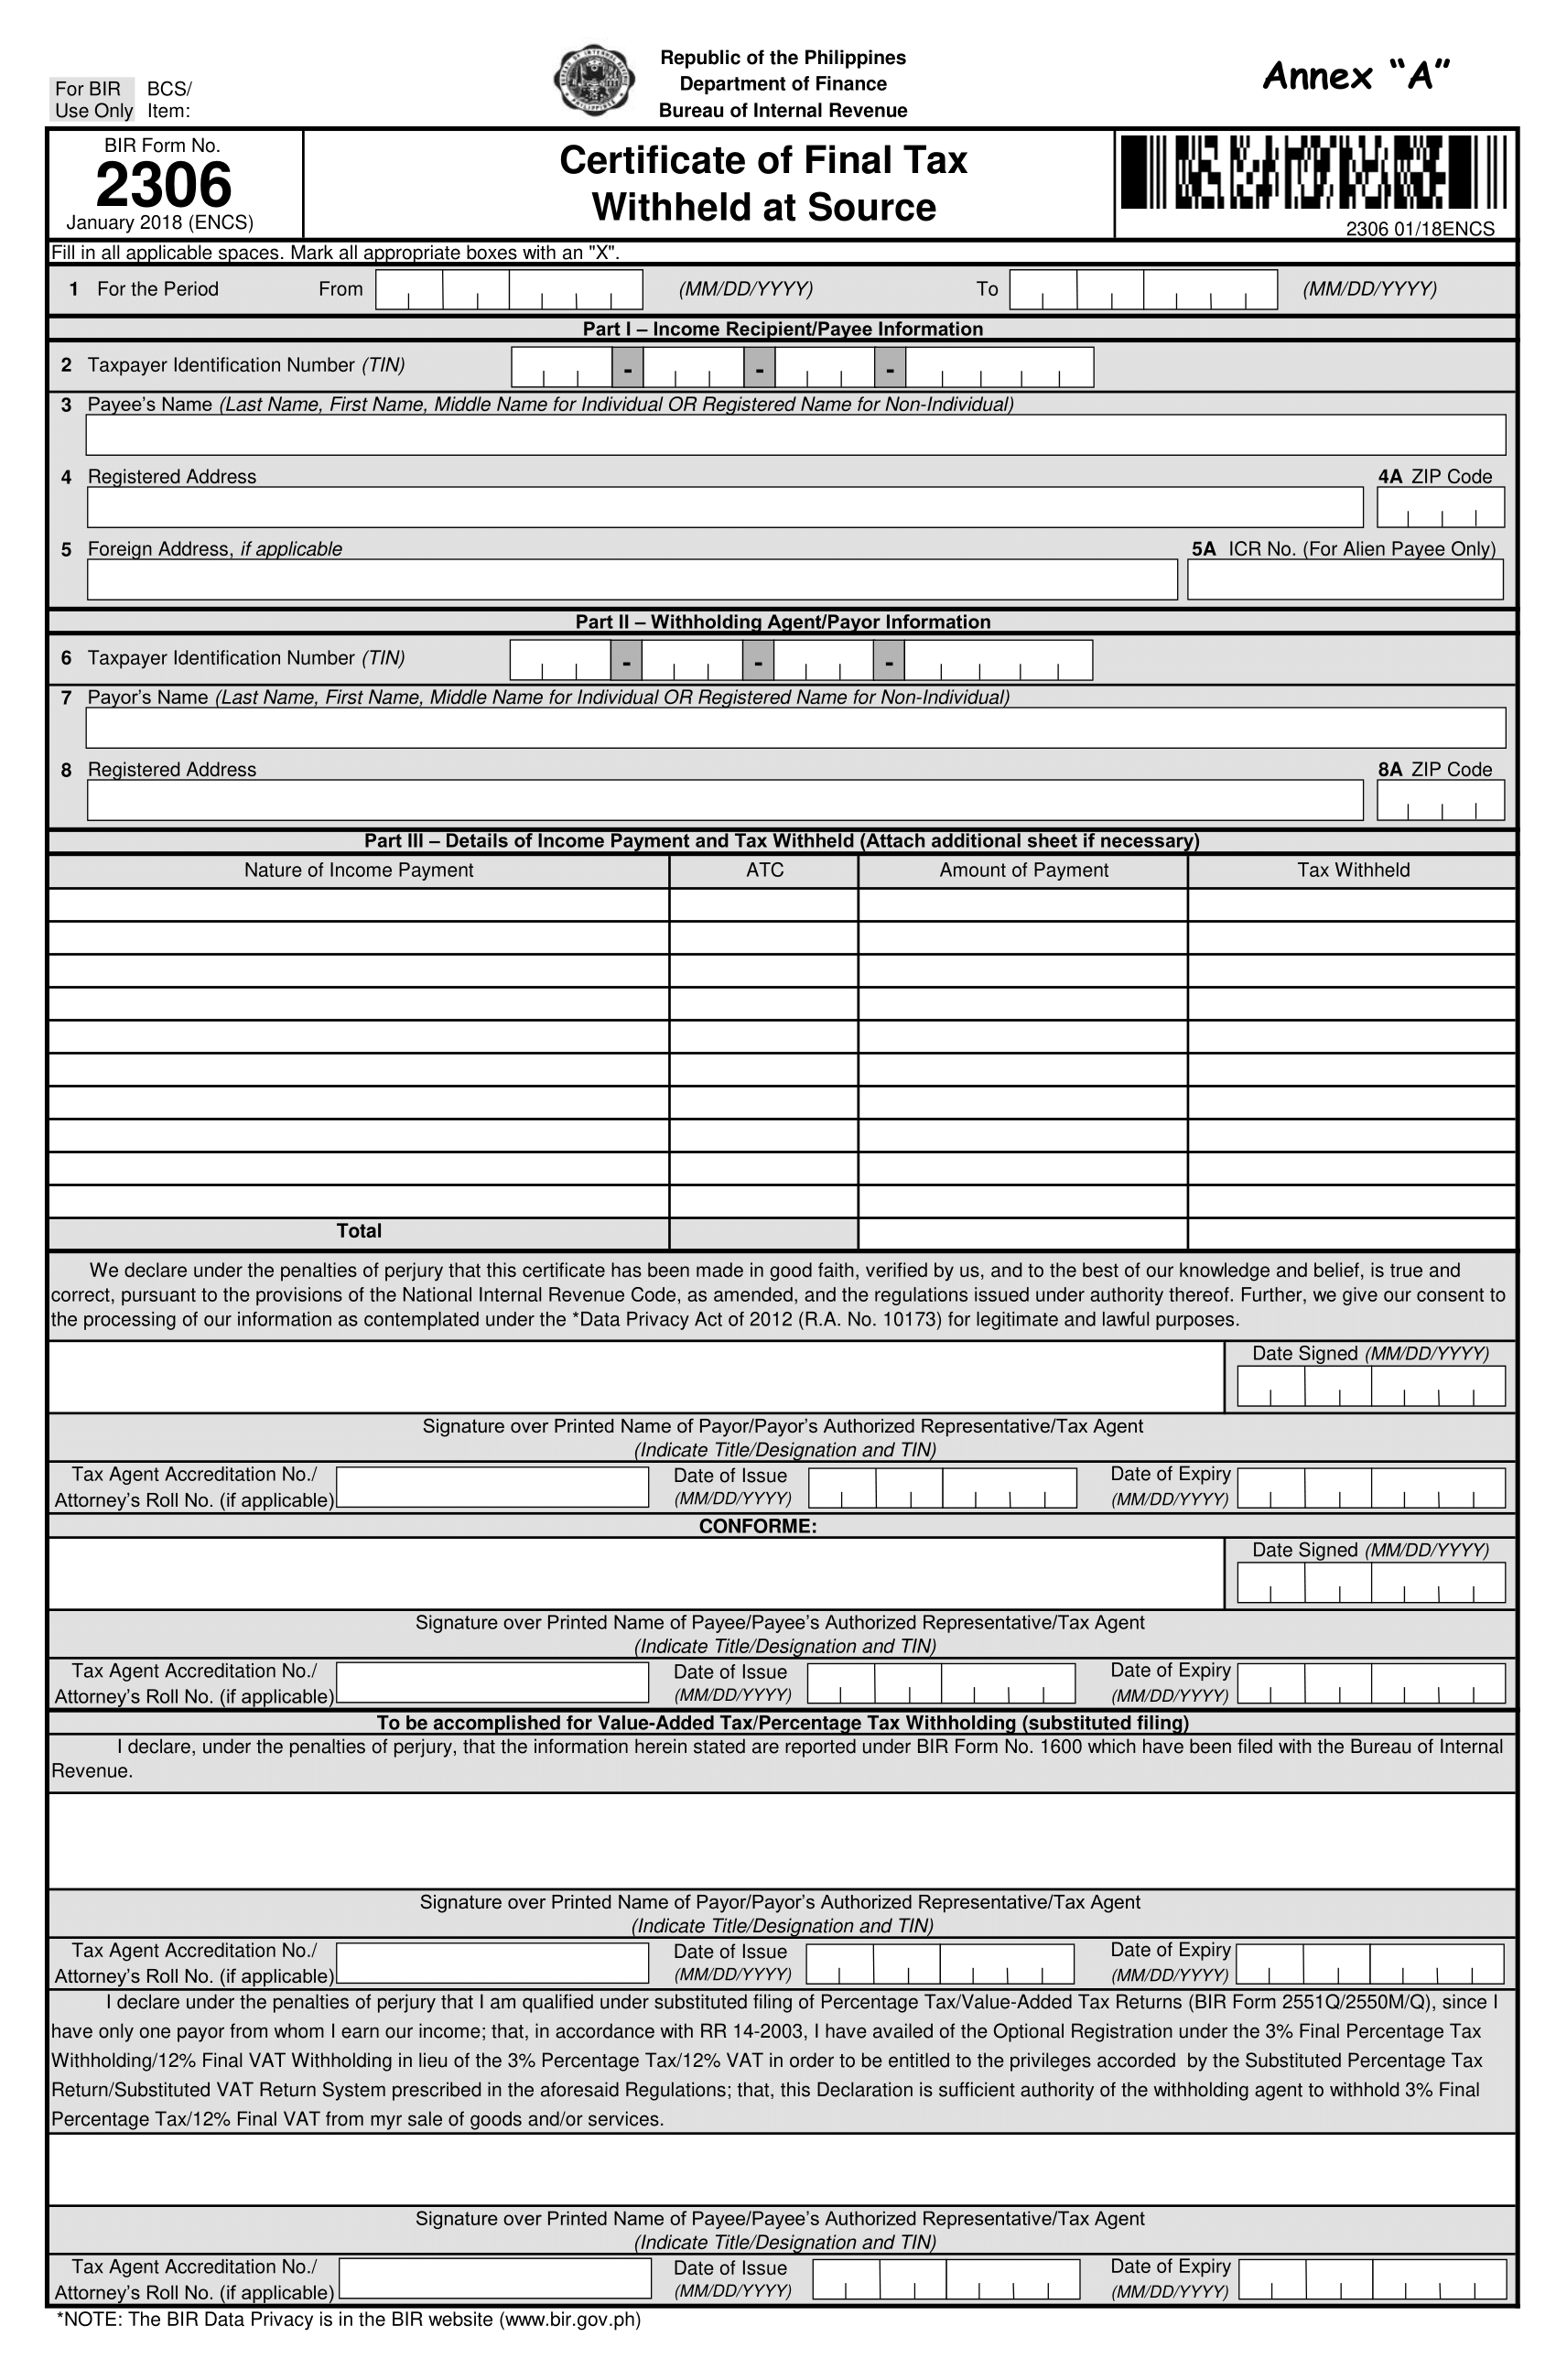 For BIR Use Only
BCS/ Item:
Republic of the Philippines
Department of Finance
Bureau of Internal Revenue
Annex “A”
BIR Form No.
2306
January 2018 (ENCS)
Certificate of Final Tax
Withheld at Source
2306 01/18ENCS
Fill in all applicable spaces. Mark all appropriate boxes with an "X".
1 For the Period From (MM/DD/YYYY) To (MM/DD/YYYY)
Part I – Income Recipient/Payee Information
2 Taxpayer Identification Number (TIN) - - -
3 Payee’s Name (Last Name, First Name, Middle Name for Individual OR Registered Name for Non-Individual)
4 Registered Address 4A ZIP Code
5 Foreign Address, if applicable 5A ICR No. (For Alien Payee Only)
Part II – Withholding Agent/Payor Information
6 Taxpayer Identification Number (TIN) - - -
7 Payor’s Name (Last Name, First Name, Middle Name for Individual OR Registered Name for Non-Individual)
8 Registered Address 8A ZIP Code
Part III – Details of Income Payment and Tax Withheld (Attach additional sheet if necessary)
Nature of Income Payment ATC Amount of Payment Tax Withheld
Total
We declare under the penalties of perjury that this certificate has been made in good faith, verified by us, and to the best of our knowledge and belief, is true and
correct, pursuant to the provisions of the National Internal Revenue Code, as amended, and the regulations issued under authority thereof. Further, we give our consent to
the processing of our information as contemplated under the *Data Privacy Act of 2012 (R.A. No. 10173) for legitimate and lawful purposes.
Date Signed (MM/DD/YYYY)
Signature over Printed Name of Payor/Payor’s Authorized Representative/Tax Agent
(Indicate Title/Designation and TIN)
Tax Agent Accreditation No./ Date of Issue Date of Expiry
Attorney’s Roll No. (if applicable) (MM/DD/YYYY) (MM/DD/YYYY)
CONFORME:
Date Signed (MM/DD/YYYY)
Signature over Printed Name of Payee/Payee’s Authorized Representative/Tax Agent
(Indicate Title/Designation and TIN)
Tax Agent Accreditation No./ Date of Issue Date of Expiry
Attorney’s Roll No. (if applicable) (MM/DD/YYYY) (MM/DD/YYYY)
To be accomplished for Value-Added Tax/Percentage Tax Withholding (substituted filing)
I declare, under the penalties of perjury, that the information herein stated are reported under BIR Form No. 1600 which have been filed with the Bureau of Internal
Revenue.
Signature over Printed Name of Payor/Payor’s Authorized Representative/Tax Agent
(Indicate Title/Designation and TIN)
Tax Agent Accreditation No./ Date of Issue Date of Expiry
Attorney’s Roll No. (if applicable) (MM/DD/YYYY) (MM/DD/YYYY)
I declare under the penalties of perjury that I am qualified under substituted filing of Percentage Tax/Value-Added Tax Returns (BIR Form 2551Q/2550M/Q), since I
have only one payor from whom I earn our income; that, in accordance with RR 14-2003, I have availed of the Optional Registration under the 3% Final Percentage Tax
Withholding/12% Final VAT Withholding in lieu of the 3% Percentage Tax/12% VAT in order to be entitled to the privileges accorded by the Substituted Percentage Tax
Return/Substituted VAT Return System prescribed in the aforesaid Regulations; that, this Declaration is sufficient authority of the withholding agent to withhold 3% Final
Percentage Tax/12% Final VAT from myr sale of goods and/or services.
Signature over Printed Name of Payee/Payee’s Authorized Representative/Tax Agent
(Indicate Title/Designation and TIN)
Tax Agent Accreditation No./ Date of Issue Date of Expiry
Attorney’s Roll No. (if applicable) (MM/DD/YYYY) (MM/DD/YYYY)
*NOTE: The BIR Data Privacy is in the BIR website (www.bir.gov.ph)